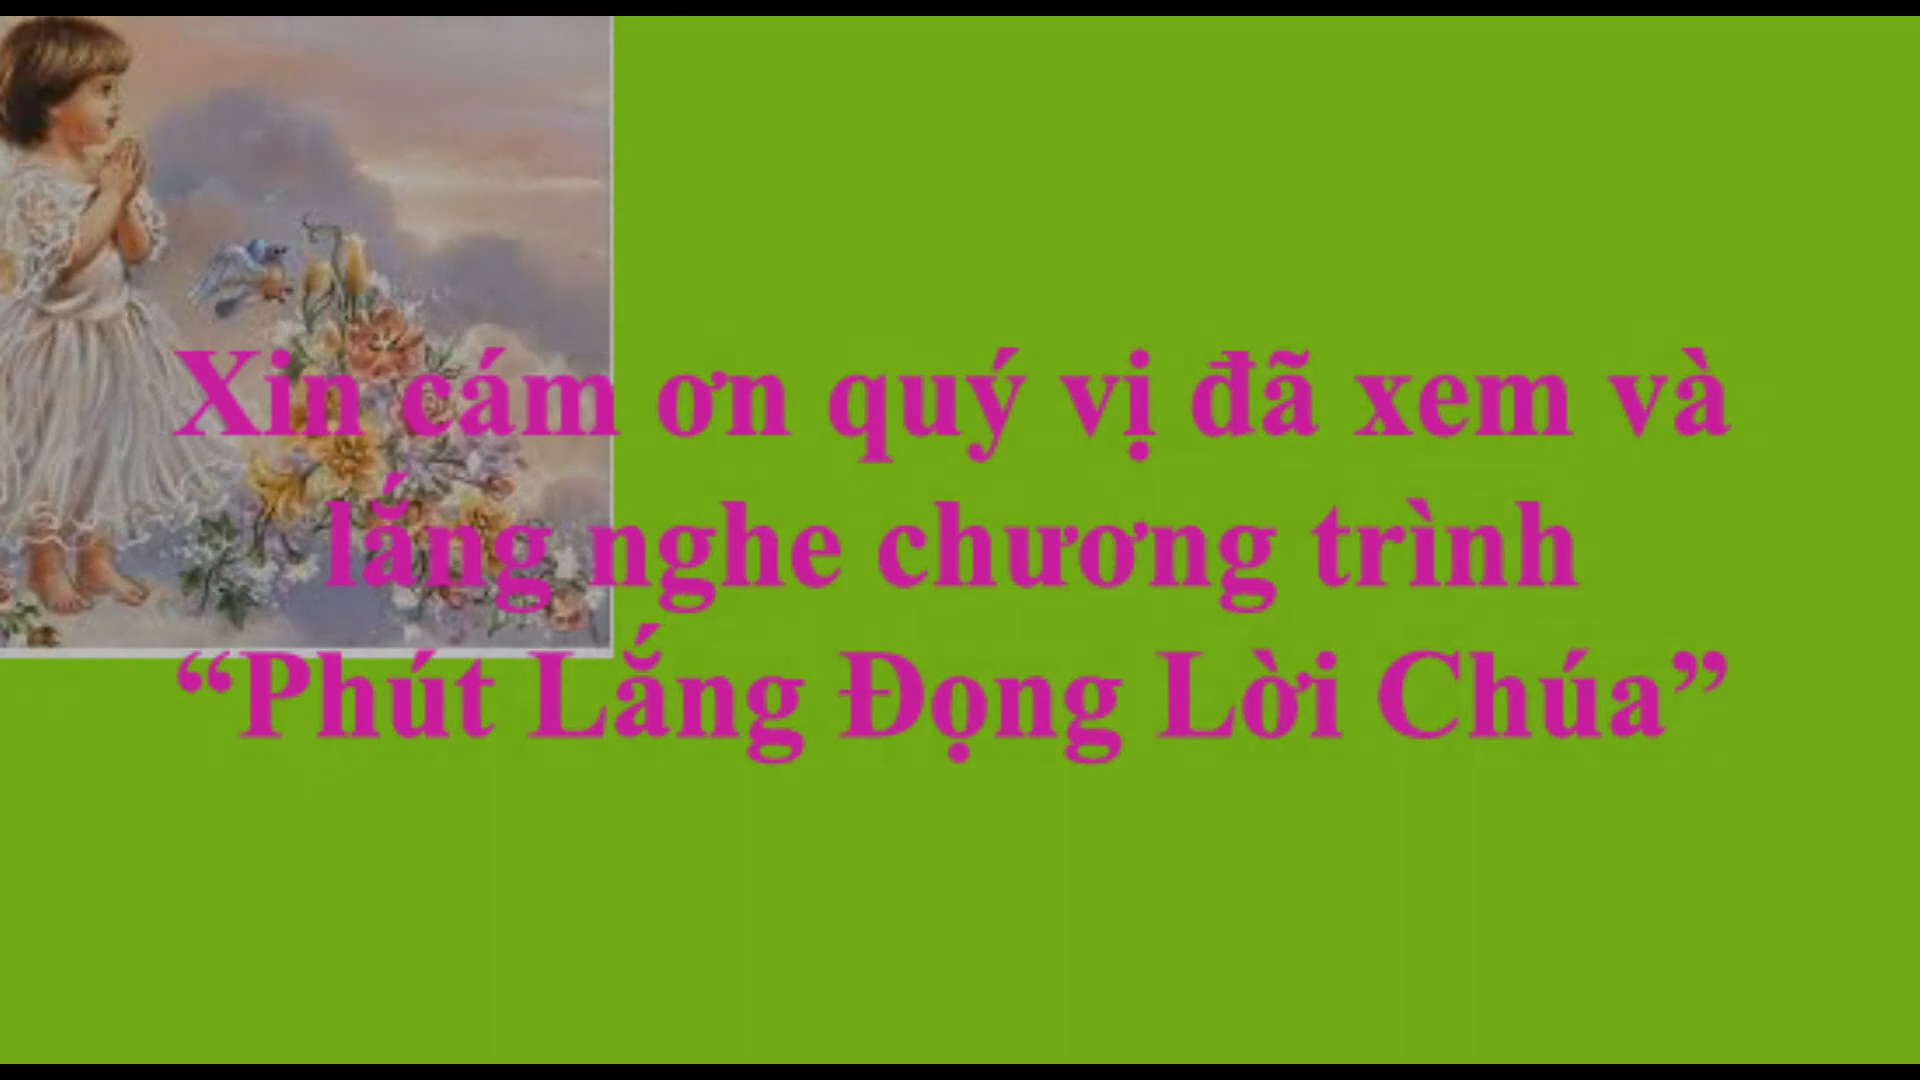 Xin cám ơn quý vị đã xem và
lắng nghe chương trình
“Phút Lắng Đọng Lời Chúa”